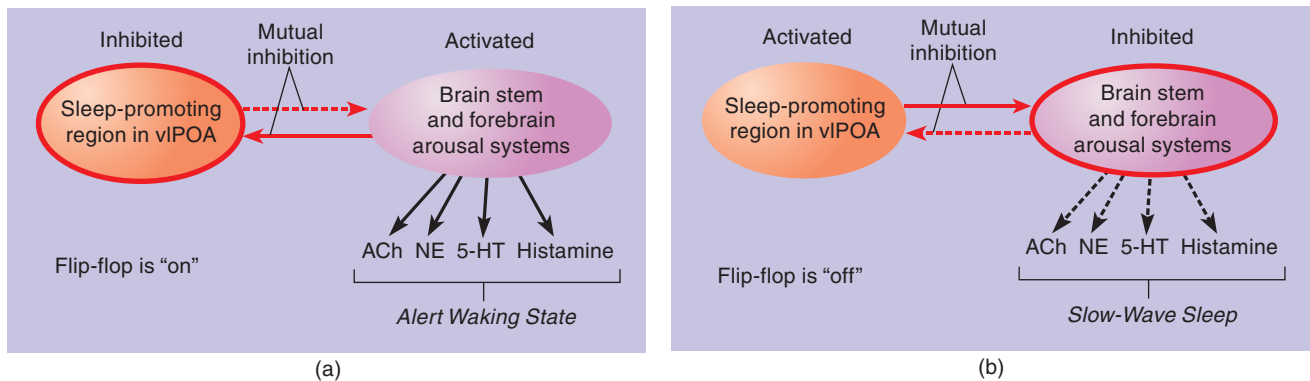 Inhibited
Mutual
inhibition
Activated
Sleep-promoting
region in vlPOA
Brain stem
and forebrain
arousal systems
ACh NE 5-HT Histamine
Flip-flop is “on”
Alert Waking State
(a)
Activated
Mutual
inhibition
Inhibited
Sleep-promoting
region in vlPOA
Brain stem
and forebrain
arousal systems
ACh NE 5-HT Histamine
Flip-flop is “off”
Slow-Wave Sleep
(b)